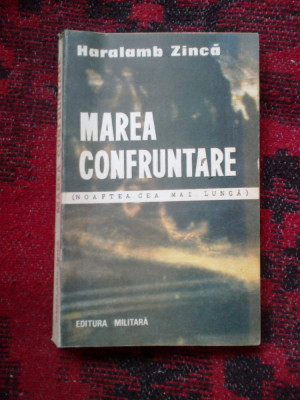 Haralamb Zincă
MAREA
CONFRUNTARE
[NOAPTEA CEA MAI LUNGĂ]
EDITURA MILITARĂ